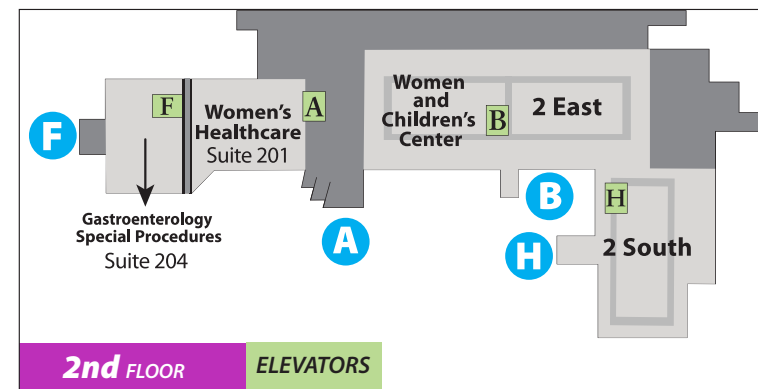 F
F
Women's
Healthcare
Suite 201
A
Women
and
Children's
Center
B
2 East
Gastroenterology
Special Procedures
Suite 204
A
B
H
H
2 South
2nd FLOOR
ELEVATORS